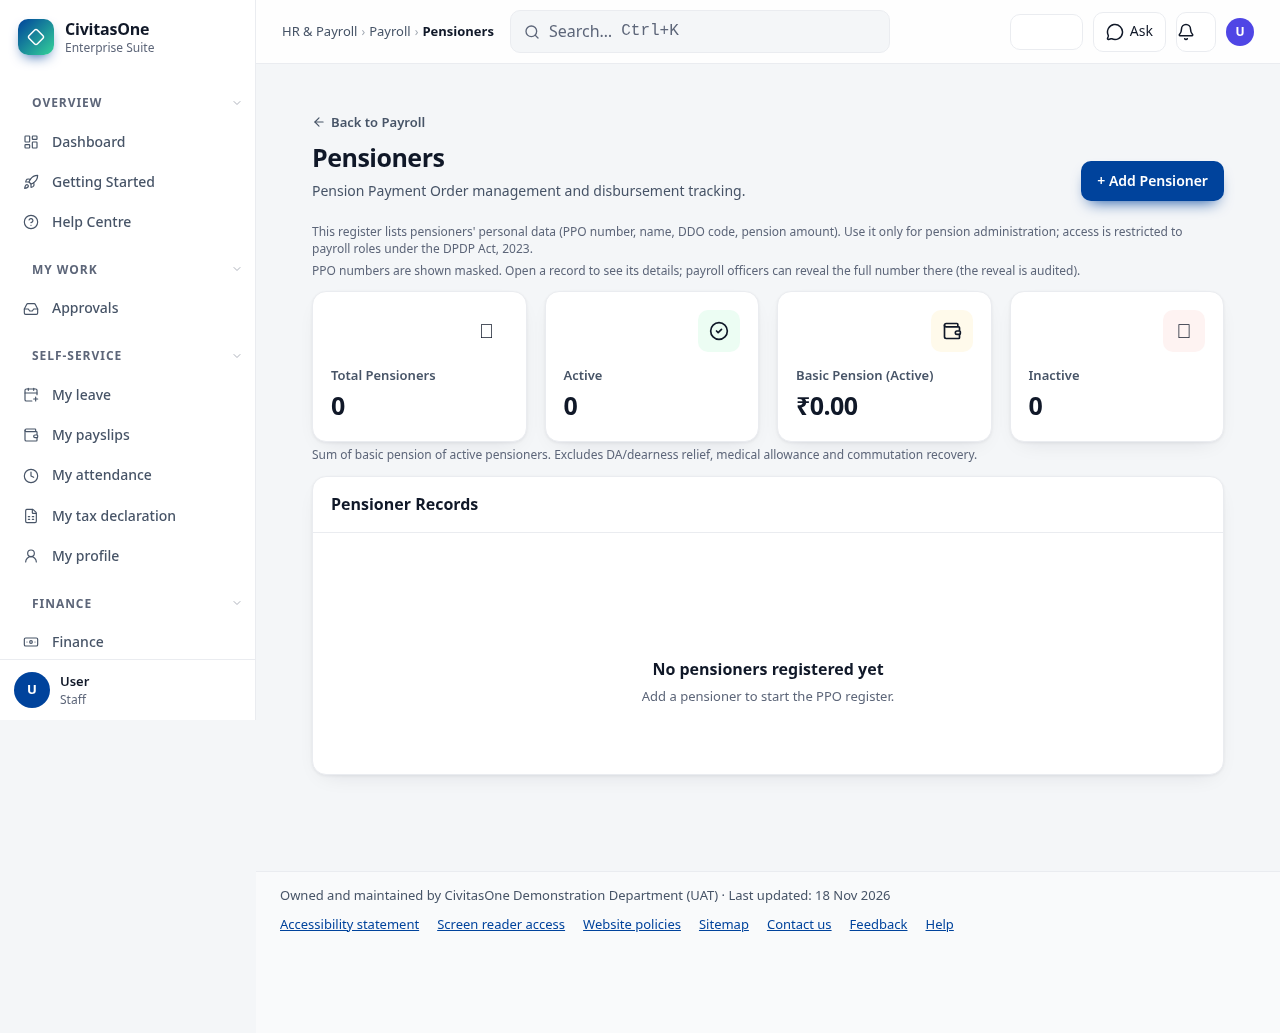 CivitasOne
Enterprise Suite
OVERVIEW
Dashboard
Getting Started
Help Centre
MY WORK
Approvals
SELF-SERVICE
My leave
My payslips
My attendance
My tax declaration
My profile
FINANCE
Finance
U
User
Staff
HR & Payroll › Payroll › Pensioners
Search... Ctrl+K
Ask
U
← Back to Payroll
Pensioners
Pension Payment Order management and disbursement tracking.
+ Add Pensioner
This register lists pensioners' personal data (PPO number, name, DDO code, pension amount). Use it only for pension administration; access is restricted to
payroll roles under the DPDP Act, 2023.
PPO numbers are shown masked. Open a record to see its details; payroll officers can reveal the full number there (the reveal is audited).
Total Pensioners
0
Active
0
Basic Pension (Active)
₹0.00
Inactive
0
Sum of basic pension of active pensioners. Excludes DA/dearness relief, medical allowance and commutation recovery.
Pensioner Records
No pensioners registered yet
Add a pensioner to start the PPO register.
Owned and maintained by CivitasOne Demonstration Department (UAT) · Last updated: 18 Nov 2026
Accessibility statement Screen reader access Website policies Sitemap Contact us Feedback Help